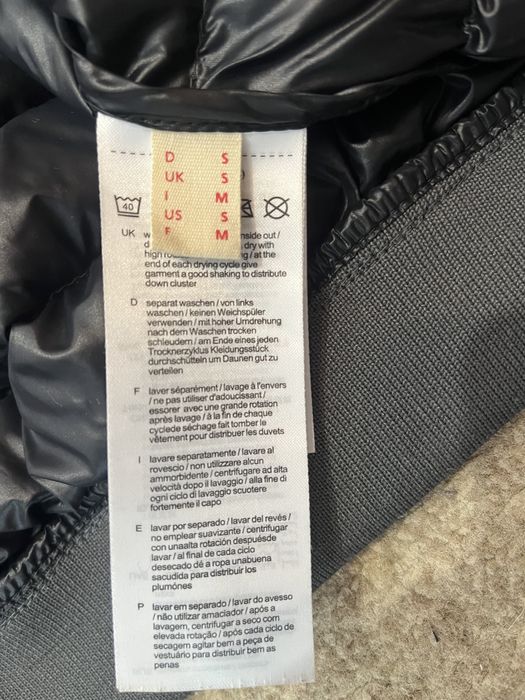 D S
UK S
I M
US S
F M
40
UK w nside out /
d . dry with
high g / at the
end of each drying cycle give
garment a good shaking to distribute
down cluster
D separat waschen / von links
waschen / keinen Weichspüler
verwenden / mit hoher Umdrehung
nach dem Waschen trocken
schleudern / am Ende eines jeden
Trocknerzyklus Kleidungsstück
durchschütteln um Daunen gut zu
verteilen
F laver séparément / lavage à l'envers
/ ne pas utiliser d'adoucissant /
essorer avec une grande rotation
après lavage / à la fin de chaque
cyclede séchage fait tomber le
vêtement pour distribuer les duvets
I lavare separatamente / lavare al
rovescio / non utilizzare alcun
ammorbidente / centrifugare ad alta
velocità dopo il lavaggio / alla fine di
ogni ciclo di lavaggio scuotere
fortemente il capo
E lavar por separado / lavar del revés /
no emplear suavizante / centrifugar
con unaalta rotación despuésde
lavar / al final de cada ciclo
desecado dé a ropa unabuena
sacudida para distribuir los
plumónes
P lavar em separado / lavar do avesso
/ não utilizar amaciador / após a
lavagem, centrifugar a seco com
elevada rotação / após cada ciclo de
secagem agitar bem a peça de
vestuário para distribuir bem as
penas